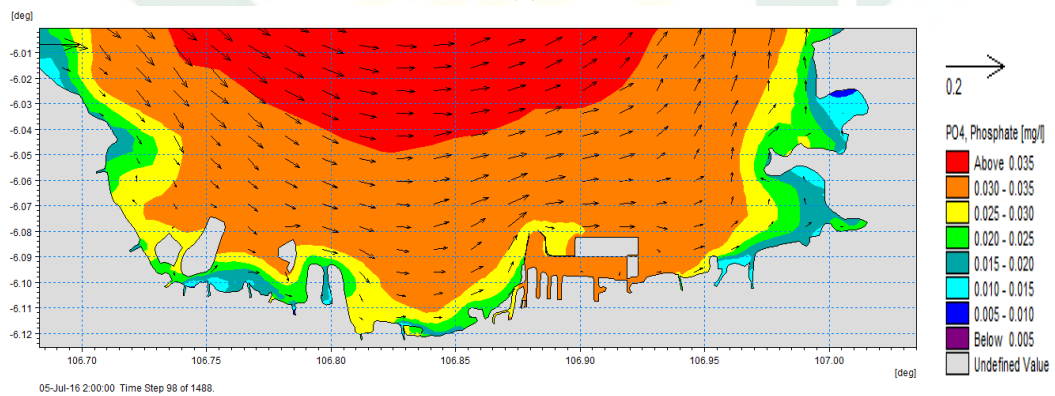 [deg]
-6.01
-6.02
-6.03
-6.04
-6.05
-6.06
-6.07
-6.08
-6.09
-6.10
-6.11
-6.12
106.70 106.75 106.80 106.85 106.90 106.95 107.00
[deg]
05-Jul-16 2:00:00 Time Step 98 of 1488.
0.2
PO4, Phosphate [mg/l]
Above 0.035
0.030 - 0.035
0.025 - 0.030
0.020 - 0.025
0.015 - 0.020
0.010 - 0.015
0.005 - 0.010
Below 0.005
Undefined Value